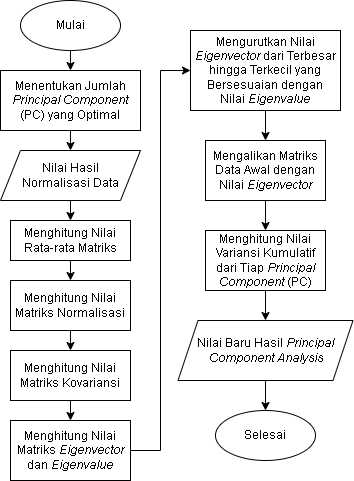 Mulai
Menentukan Jumlah
Principal Component
(PC) yang Optimal
Nilai Hasil
Normalisasi Data
Menghitung Nilai
Rata-rata Matriks
Menghitung Nilai
Matriks Normalisasi
Menghitung Nilai
Matriks Kovariansi
Menghitung Nilai
Matriks Eigenvector
dan Eigenvalue
Mengurutkan Nilai
Eigenvector dari Terbesar
hingga Terkecil yang
Bersesuaian dengan
Nilai Eigenvalue
Mengalikan Matriks
Data Awal dengan
Nilai Eigenvector
Menghitung Nilai
Variansi Kumulatif
dari Tiap Principal
Component (PC)
Nilai Baru Hasil Principal
Component Analysis
Selesai